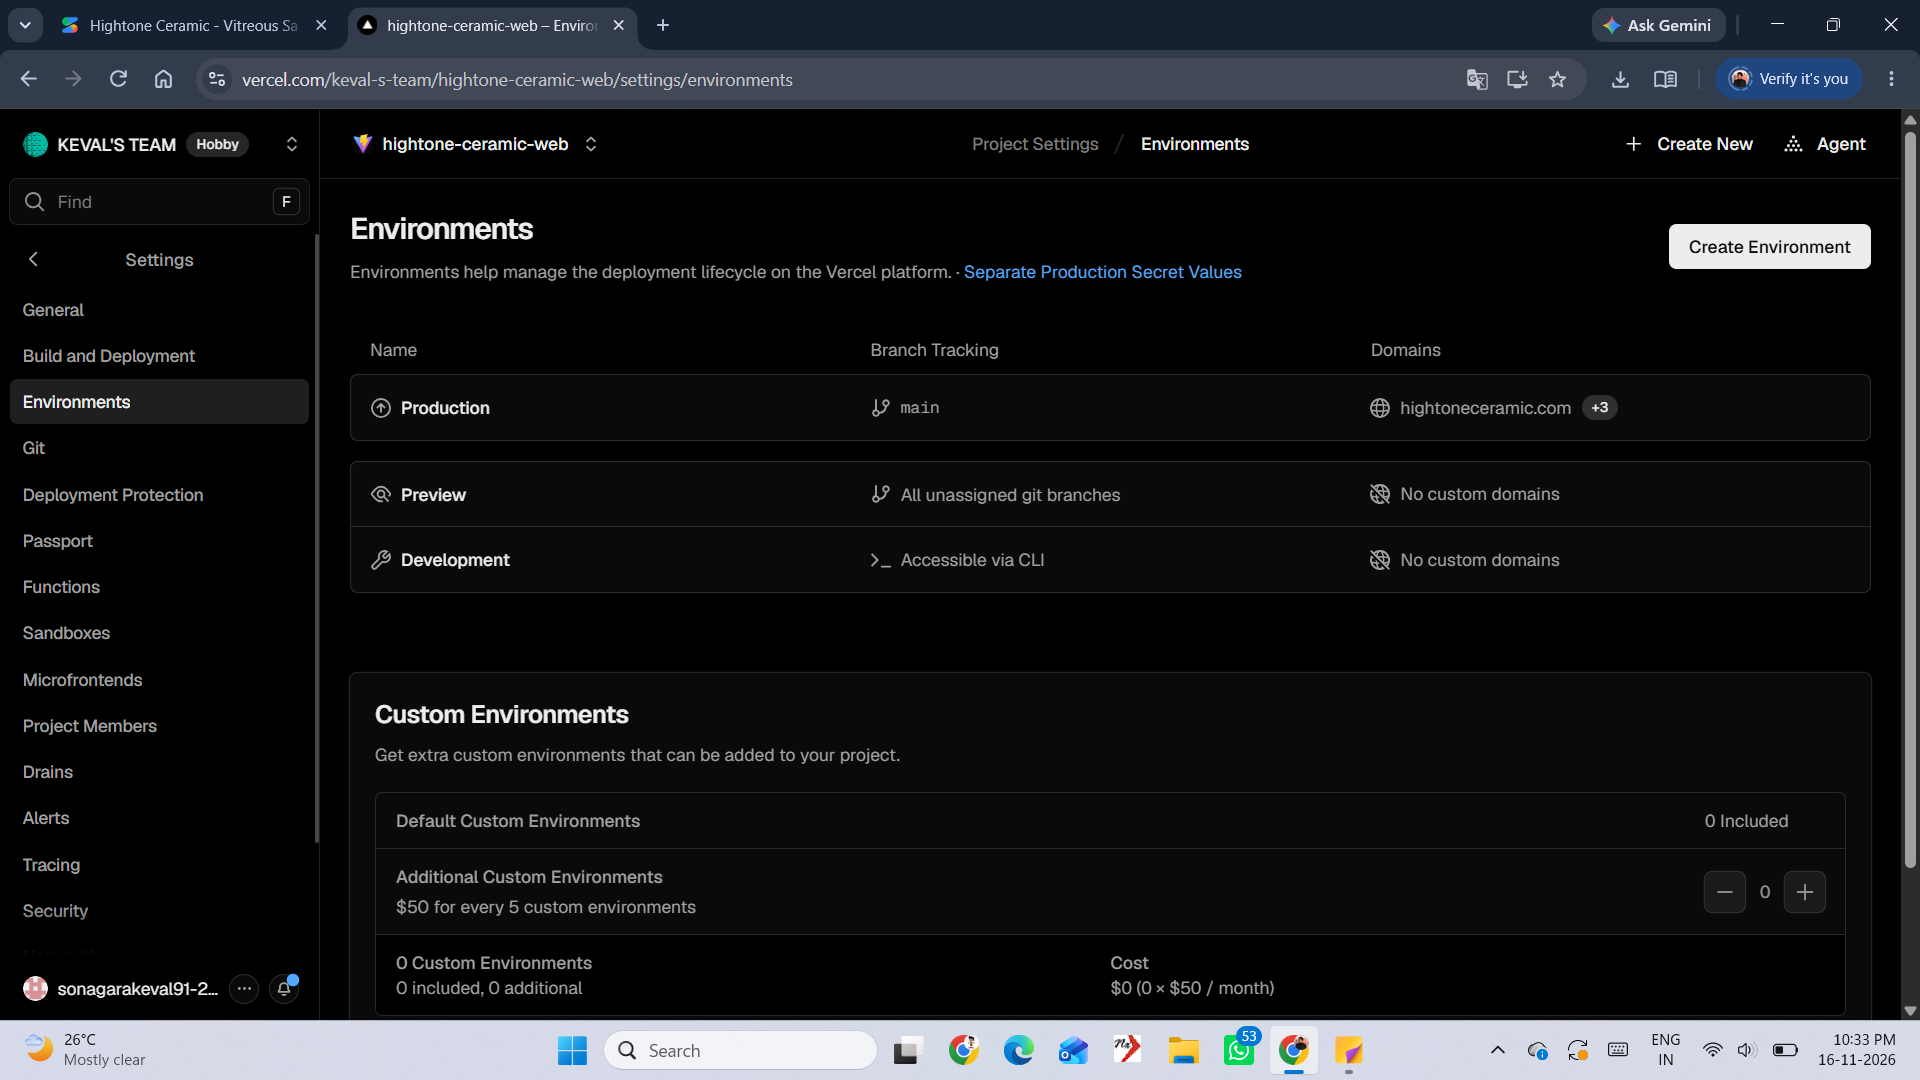 Hightone Ceramic - Vitreous Sa
hightone-ceramic-web – Enviro
Ask Gemini
vercel.com/keval-s-team/hightone-ceramic-web/settings/environments
Verify it's you
KEVAL'S TEAM Hobby
hightone-ceramic-web
Project Settings / Environments
Create New
Agent
Find F
Settings
General
Build and Deployment
Environments
Git
Deployment Protection
Passport
Functions
Sandboxes
Microfrontends
Project Members
Drains
Alerts
Tracing
Security
sonagarakeval91-2...
Environments
Environments help manage the deployment lifecycle on the Vercel platform. · Separate Production Secret Values
Create Environment
Name Branch Tracking Domains
Production main hightoneceramic.com +3
Preview All unassigned git branches No custom domains
Development Accessible via CLI No custom domains
Custom Environments
Get extra custom environments that can be added to your project.
Default Custom Environments 0 Included
Additional Custom Environments
$50 for every 5 custom environments
0
0 Custom Environments Cost
0 included, 0 additional $0 (0 × $50 / month)
26°C
Mostly clear
Search
53
ENG
IN
10:33 PM
16-11-2026